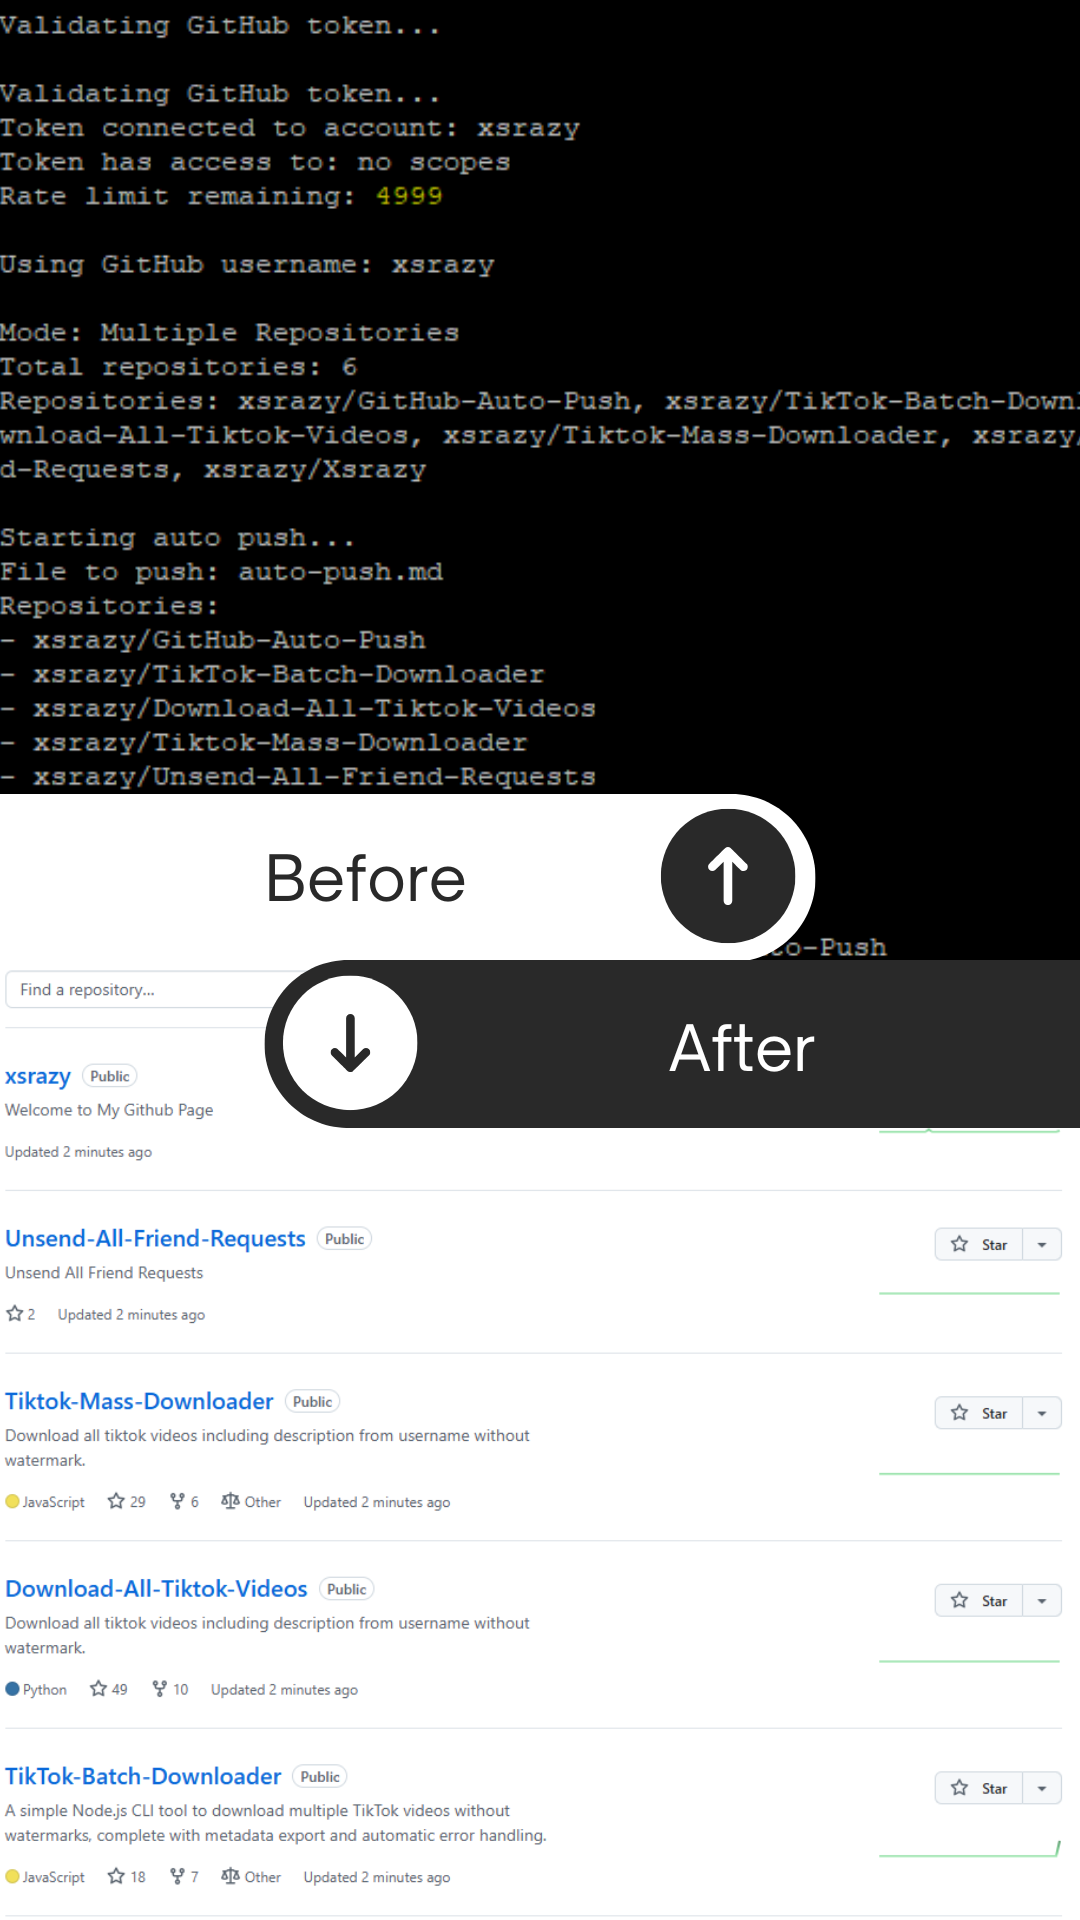 Validating GitHub token...
Validating GitHub token...
Token connected to account: xsrazy
Token has access to: no scopes
Rate limit remaining: 4999
Using GitHub username: xsrazy
Mode: Multiple Repositories
Total repositories: 6
Repositories: xsrazy/GitHub-Auto-Push, xsrazy/TikTok-Batch-Downl
wnload-All-Tiktok-Videos, xsrazy/Tiktok-Mass-Downloader, xsrazy/
d-Requests, xsrazy/Xsrazy
Starting auto push...
File to push: auto-push.md
Repositories:
- xsrazy/GitHub-Auto-Push
- xsrazy/TikTok-Batch-Downloader
- xsrazy/Download-All-Tiktok-Videos
- xsrazy/Tiktok-Mass-Downloader
- xsrazy/Unsend-All-Friend-Requests
Before
to-Push
Find a repository...
After
xsrazy Public
Welcome to My Github Page
Updated 2 minutes ago
Unsend-All-Friend-Requests Public
Star
Unsend All Friend Requests
2 Updated 2 minutes ago
Tiktok-Mass-Downloader Public
Star
Download all tiktok videos including description from username without
watermark.
JavaScript 29 6 Other Updated 2 minutes ago
Download-All-Tiktok-Videos Public
Star
Download all tiktok videos including description from username without
watermark.
Python 49 10 Updated 2 minutes ago
TikTok-Batch-Downloader Public
Star
A simple Node.js CLI tool to download multiple TikTok videos without
watermarks, complete with metadata export and automatic error handling.
JavaScript 18 7 Other Updated 2 minutes ago